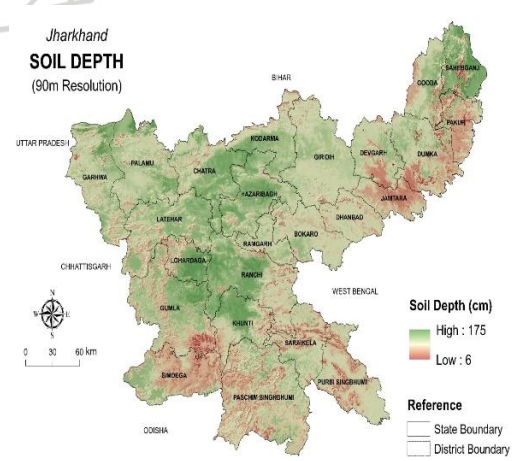 Jharkhand
SOIL DEPTH
(90m Resolution)
BIHAR
UTTAR PRADESH
CHHATTISGARH
WEST BENGAL
ODISHA
GODDA
SAHEBGANJ
PAKUR
KODARMA
GIRIDIH
DEVGARH
DUMKA
PALAMU
GARHWA
CHATRA
HAZARIBAGH
JAMTARA
DHANBAD
LATEHAR
BOKARO
RAMGARH
LOHARDAGA
RANCHI
GUMLA
KHUNTI
SARAIKELA
SIMDEGA
PASCHIM SINGHBHUMI
PURBI SINGBHUMI
N
W E
S
0 30 60 km
Soil Depth (cm)
High : 175
Low : 6
Reference
State Boundary
District Boundary